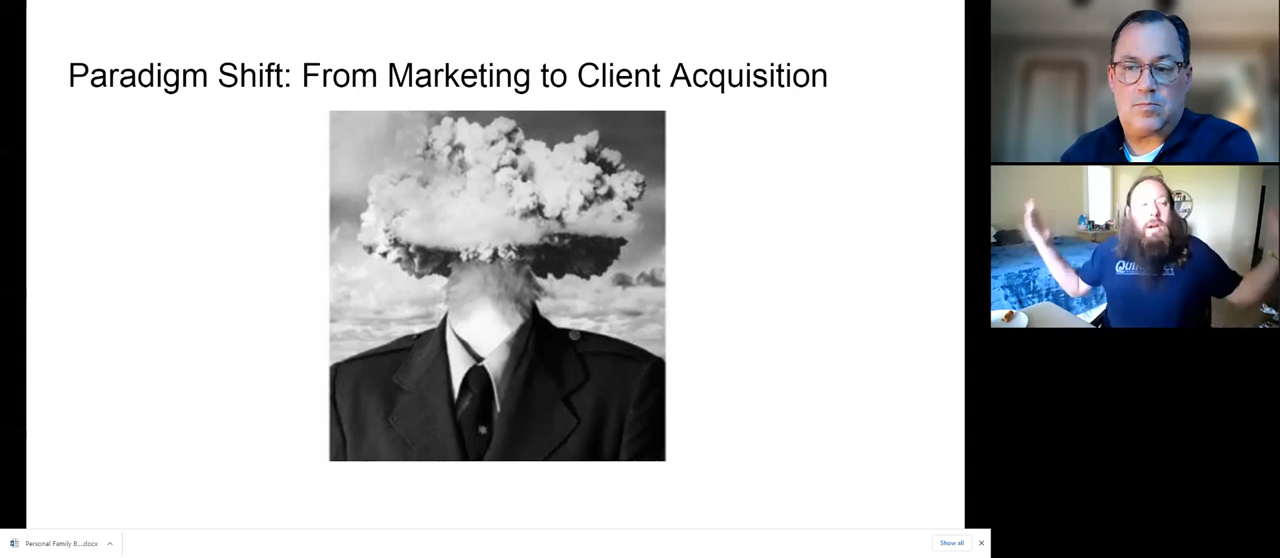 Paradigm Shift: From Marketing to Client Acquisition
Personal Family B....docx
Show all